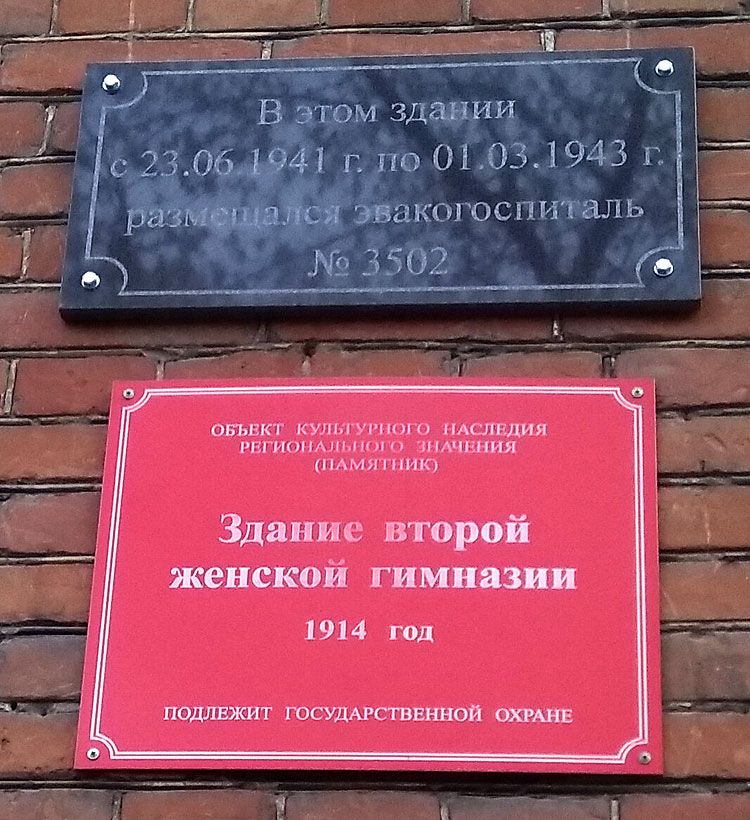 В этом здании
с 23.06.1941 г. по 01.03.1943 г.
размещался эвакогоспиталь
№ 3502
ОБЪЕКТ КУЛЬТУРНОГО НАСЛЕДИЯ
РЕГИОНАЛЬНОГО ЗНАЧЕНИЯ
(ПАМЯТНИК)
Здание второй
женской гимназии
1914 год
ПОДЛЕЖИТ ГОСУДАРСТВЕННОЙ ОХРАНЕ